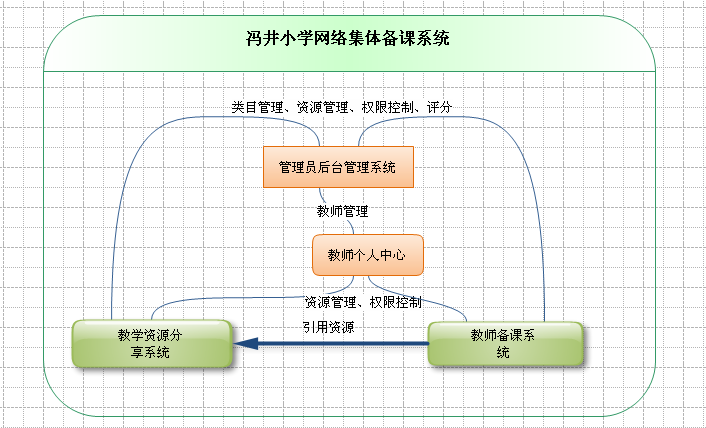 冯井小学网络集体备课系统
类目管理、资源管理、权限控制、评分
管理员后台管理系统
教师管理
教师个人中心
资源管理、权限控制
引用资源
教学资源分
享系统
教师备课系
统